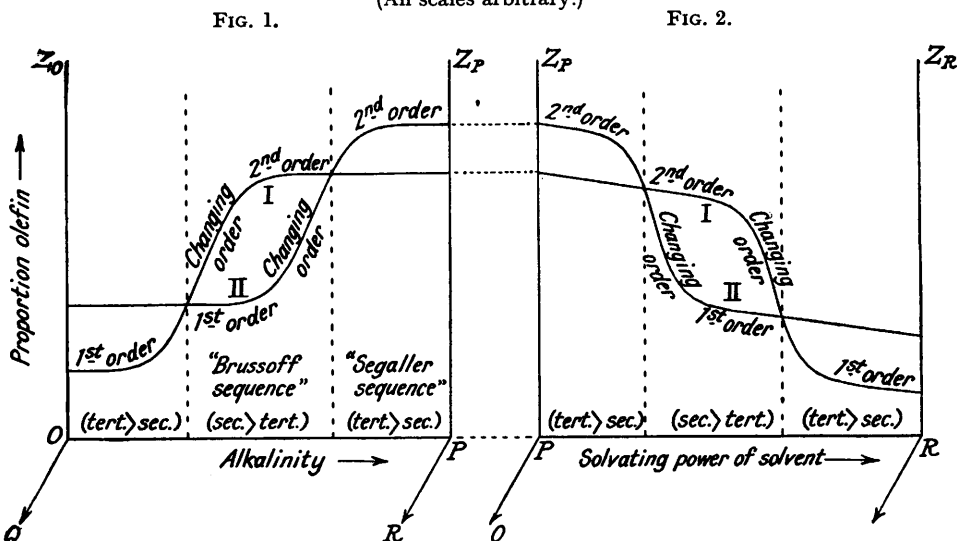 (All scales arbitrary.)
FIG. 1.
FIG. 2.
Z₀
Z_P
Z_P
Z_R
2nd order
2nd order
2nd order
2nd order
I
I
Changing order
Changing order
Changing order
Changing order
II
II
1st order
1st order
1st order
1st order
Proportion olefin
"Brussoff sequence"
"Segaller sequence"
(tert.>sec.)
(sec.>tert.)
(tert.>sec.)
(tert.>sec.)
(sec.>tert.)
(tert.>sec.)
O
P
P
R
Alkalinity
Solvating power of solvent
R
O